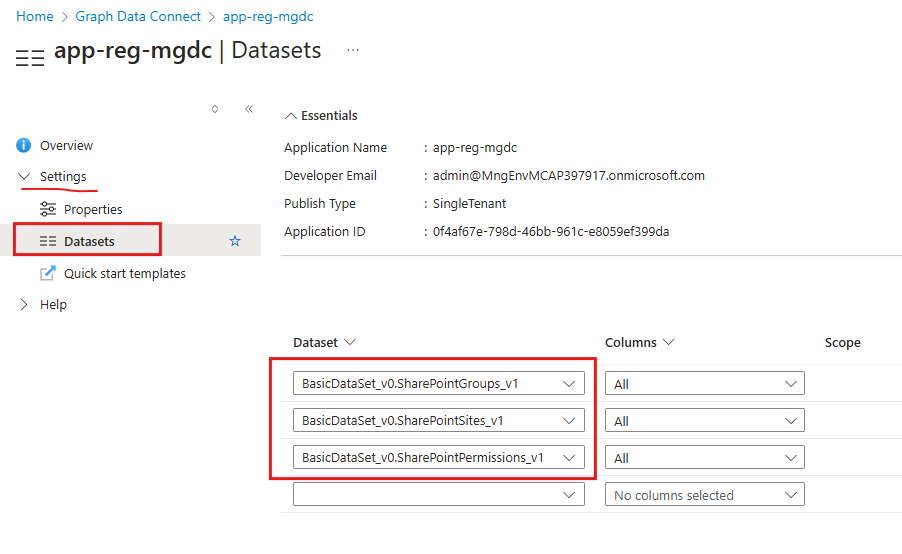 Home > Graph Data Connect > app-reg-mgdc
app-reg-mgdc | Datasets ...
Essentials
Overview
Application Name : app-reg-mgdc
Settings
Developer Email : admin@MngEnvMCAP397917.onmicrosoft.com
Properties
Publish Type : SingleTenant
Datasets
Application ID : 0f4af67e-798d-46bb-961c-e8059ef399da
Quick start templates
Help
Dataset Columns Scope
BasicDataSet_v0.SharePointGroups_v1 All
BasicDataSet_v0.SharePointSites_v1 All
BasicDataSet_v0.SharePointPermissions_v1 All
No columns selected